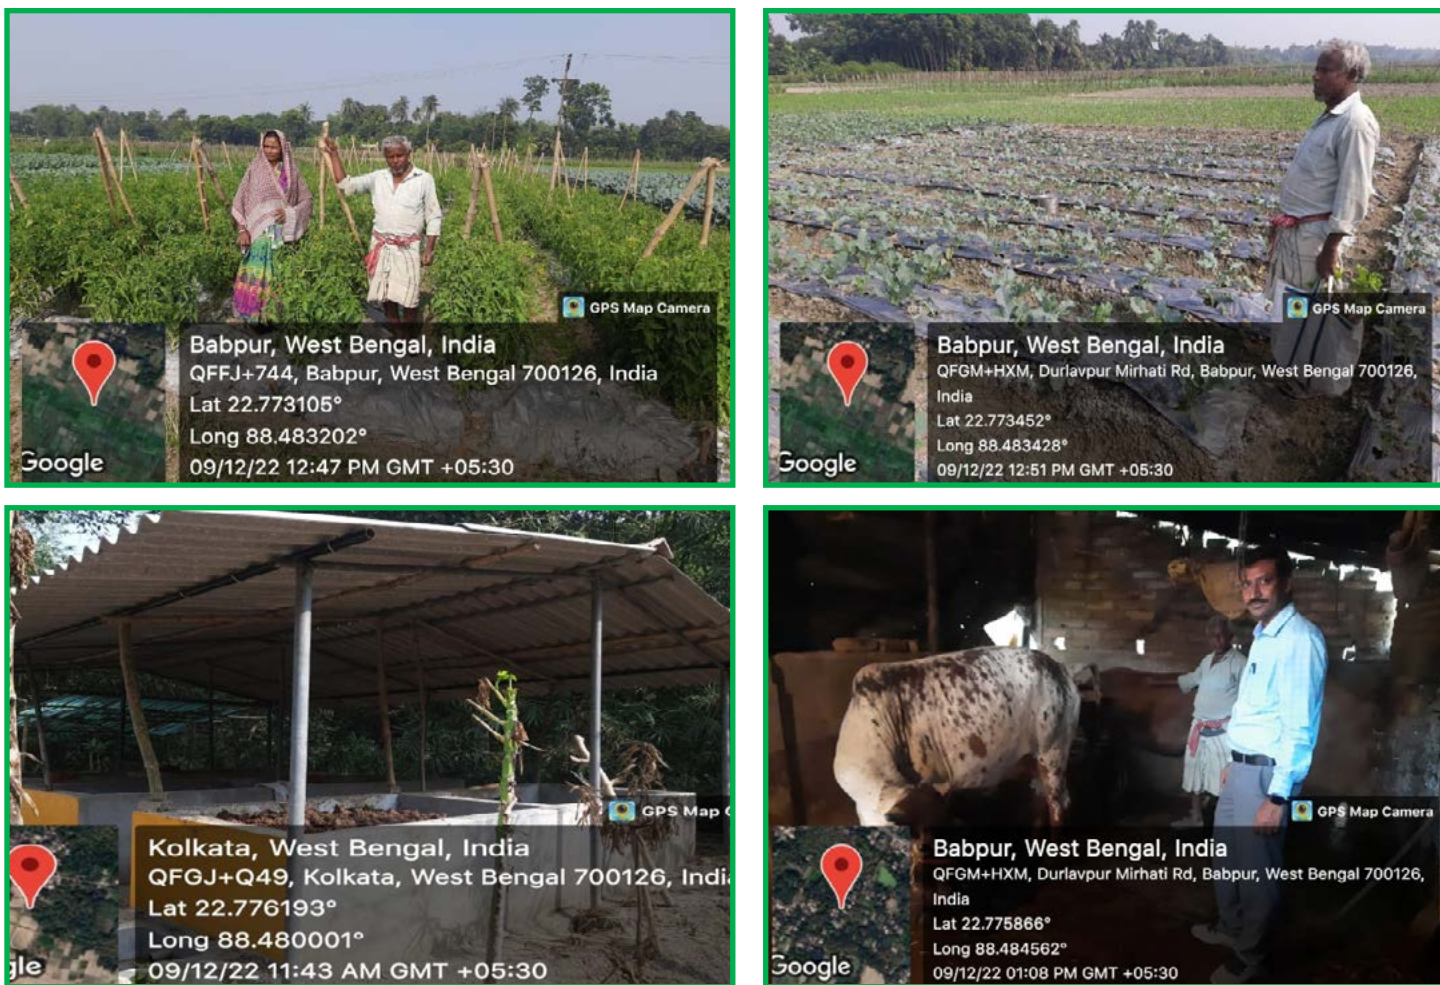 GPS Map Camera
Babpur, West Bengal, India
QFFJ+744, Babpur, West Bengal 700126, India
Lat 22.773105°
Long 88.483202°
09/12/22 12:47 PM GMT +05:30
Google
GPS Map Camera
Babpur, West Bengal, India
QFGM+HXM, Durlavpur Mirhati Rd, Babpur, West Bengal 700126,
India
Lat 22.773452°
Long 88.483428°
09/12/22 12:51 PM GMT +05:30
Google
GPS Map C
Kolkata, West Bengal, India
QFGJ+Q49, Kolkata, West Bengal 700126, India
Lat 22.776193°
Long 88.480001°
09/12/22 11:43 AM GMT +05:30
gle
GPS Map Camera
Babpur, West Bengal, India
QFGM+HXM, Durlavpur Mirhati Rd, Babpur, West Bengal 700126,
India
Lat 22.775866°
Long 88.484562°
09/12/22 01:08 PM GMT +05:30
Google